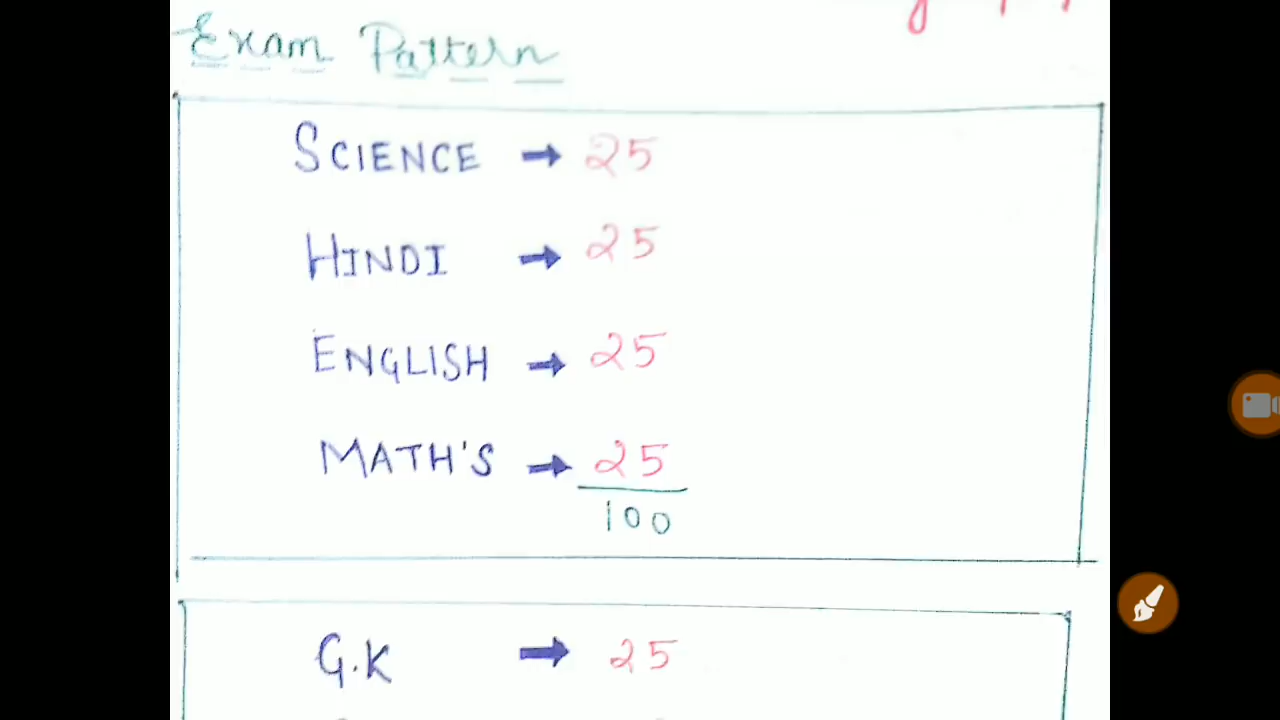 Exam Pattern
SCIENCE → 25
HINDI → 25
ENGLISH → 25
MATH'S → 25
100
G.K → 25